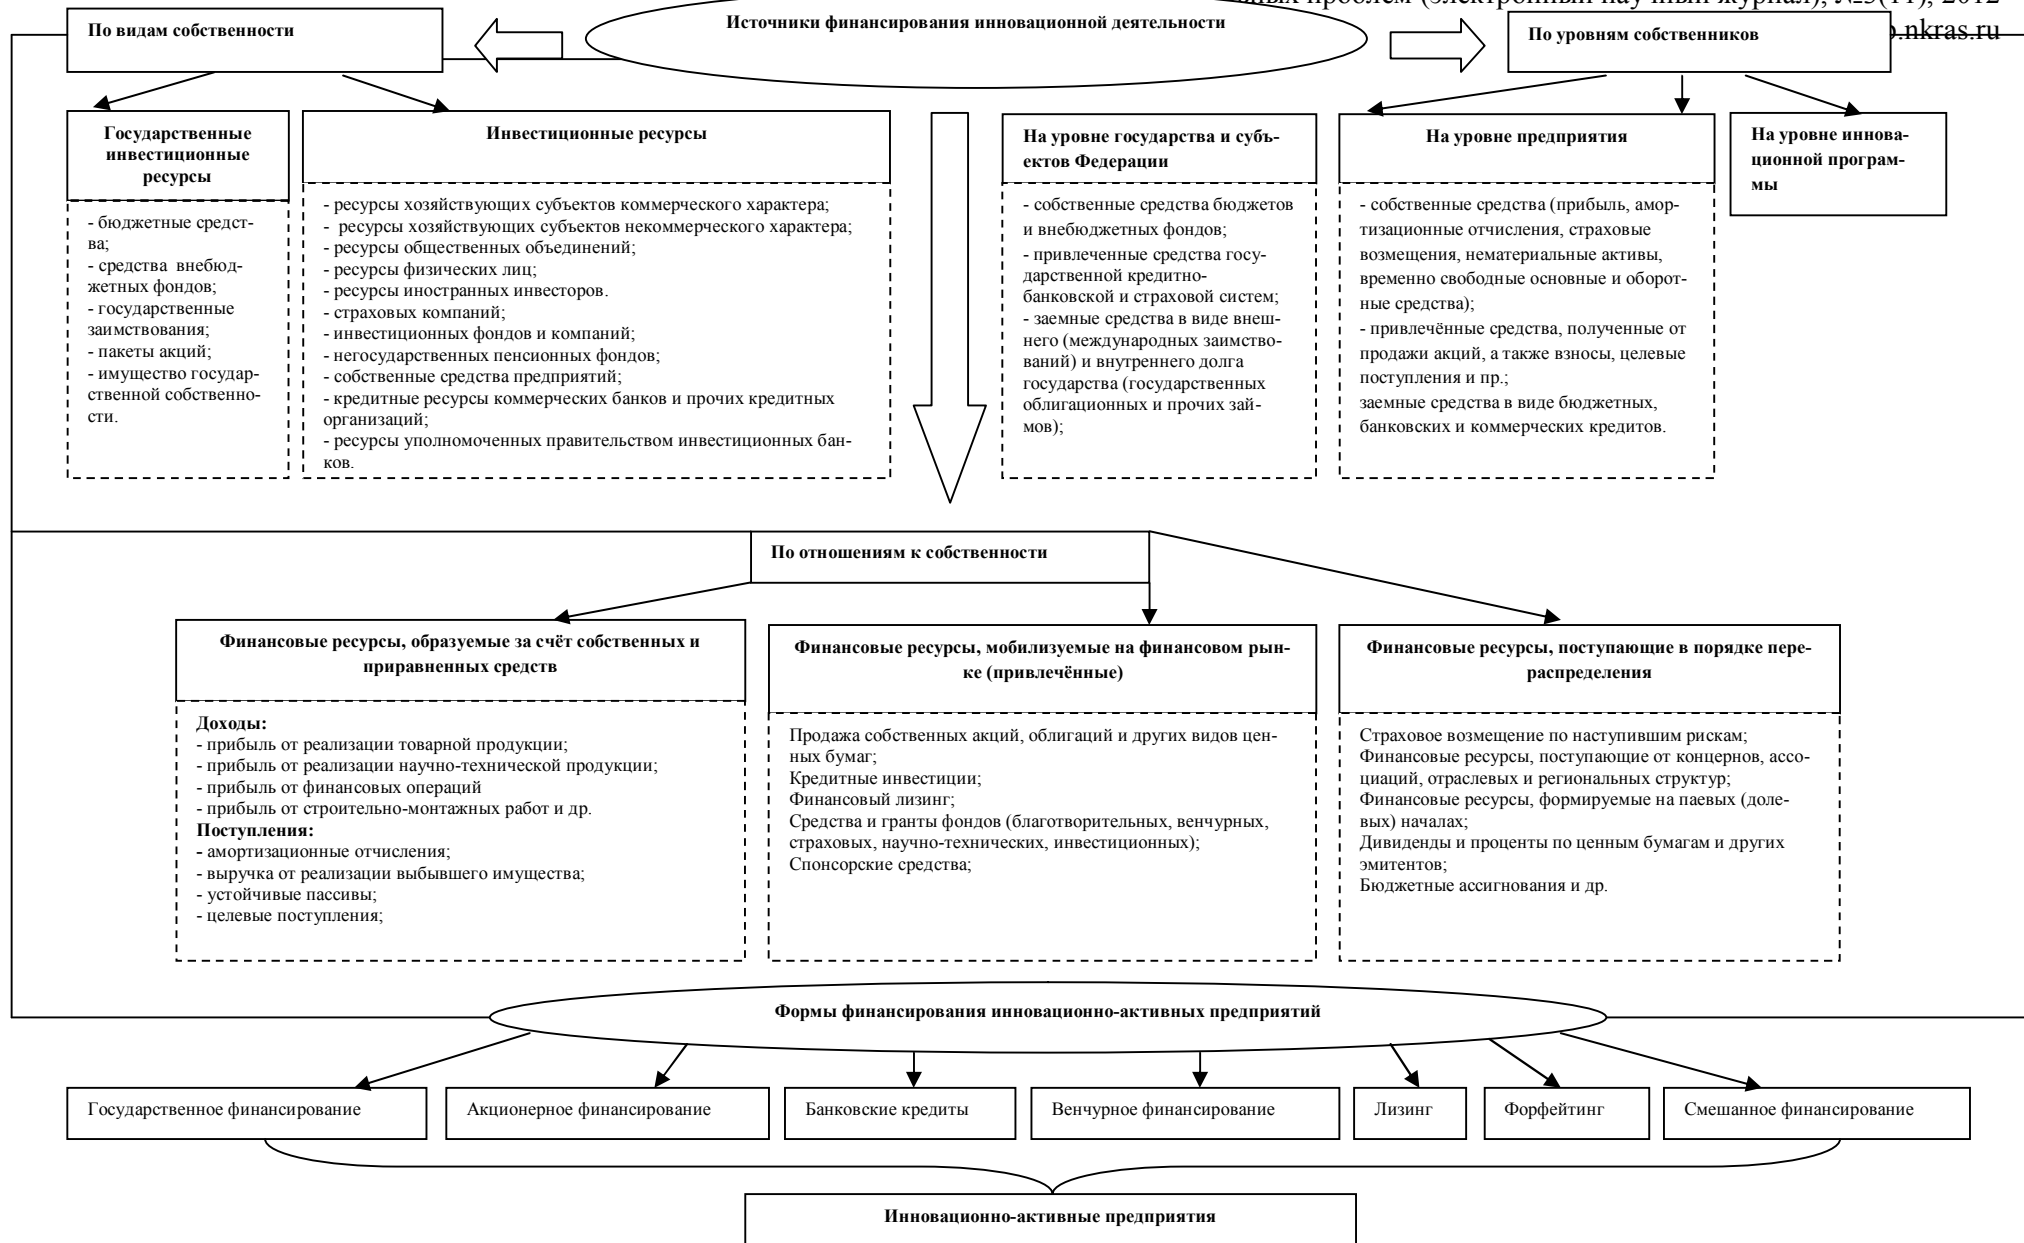 вных проблем (электронный научный журнал), №3(11), 2012
.nkras.ru
Источники финансирования инновационной деятельности
По видам собственности
По уровням собственников
Государственные
инвестиционные
ресурсы
- бюджетные средст-
ва;
- средства внебюд-
жетных фондов;
- государственные
заимствования;
- пакеты акций;
- имущество государ-
ственной собственно-
сти.
Инвестиционные ресурсы
- ресурсы хозяйствующих субъектов коммерческого характера;
- ресурсы хозяйствующих субъектов некоммерческого характера;
- ресурсы общественных объединений;
- ресурсы физических лиц;
- ресурсы иностранных инвесторов.
- страховых компаний;
- инвестиционных фондов и компаний;
- негосударственных пенсионных фондов;
- собственные средства предприятий;
- кредитные ресурсы коммерческих банков и прочих кредитных
организаций;
- ресурсы уполномоченных правительством инвестиционных бан-
ков.
На уровне государства и субъ-
ектов Федерации
- собственные средства бюджетов
и внебюджетных фондов;
- привлеченные средства госу-
дарственной кредитно-
банковской и страховой систем;
- заемные средства в виде внеш-
него (международных заимство-
ваний) и внутреннего долга
государства (государственных
облигационных и прочих зай-
мов);
На уровне предприятия
- собственные средства (прибыль, амор-
тизационные отчисления, страховые
возмещения, нематериальные активы,
временно свободные основные и оборот-
ные средства);
- привлечённые средства, полученные от
продажи акций, а также взносы, целевые
поступления и пр.;
заемные средства в виде бюджетных,
банковских и коммерческих кредитов.
На уровне иннова-
ционной програм-
мы
По отношениям к собственности
Финансовые ресурсы, образуемые за счёт собственных и
приравненных средств
Доходы:
- прибыль от реализации товарной продукции;
- прибыль от реализации научно-технической продукции;
- прибыль от финансовых операций
- прибыль от строительно-монтажных работ и др.
Поступления:
- амортизационные отчисления;
- выручка от реализации выбывшего имущества;
- устойчивые пассивы;
- целевые поступления;
Финансовые ресурсы, мобилизуемые на финансовом рын-
ке (привлечённые)
Продажа собственных акций, облигаций и других видов цен-
ных бумаг;
Кредитные инвестиции;
Финансовый лизинг;
Средства и гранты фондов (благотворительных, венчурных,
страховых, научно-технических, инвестиционных);
Спонсорские средства;
Финансовые ресурсы, поступающие в порядке пере-
распределения
Страховое возмещение по наступившим рискам;
Финансовые ресурсы, поступающие от концернов, ассо-
циаций, отраслевых и региональных структур;
Финансовые ресурсы, формируемые на паевых (доле-
вых) началах;
Дивиденды и проценты по ценным бумагам и других
эмитентов;
Бюджетные ассигнования и др.
Формы финансирования инновационно-активных предприятий
Государственное финансирование
Акционерное финансирование
Банковские кредиты
Венчурное финансирование
Лизинг
Форфейтинг
Смешанное финансирование
Инновационно-активные предприятия